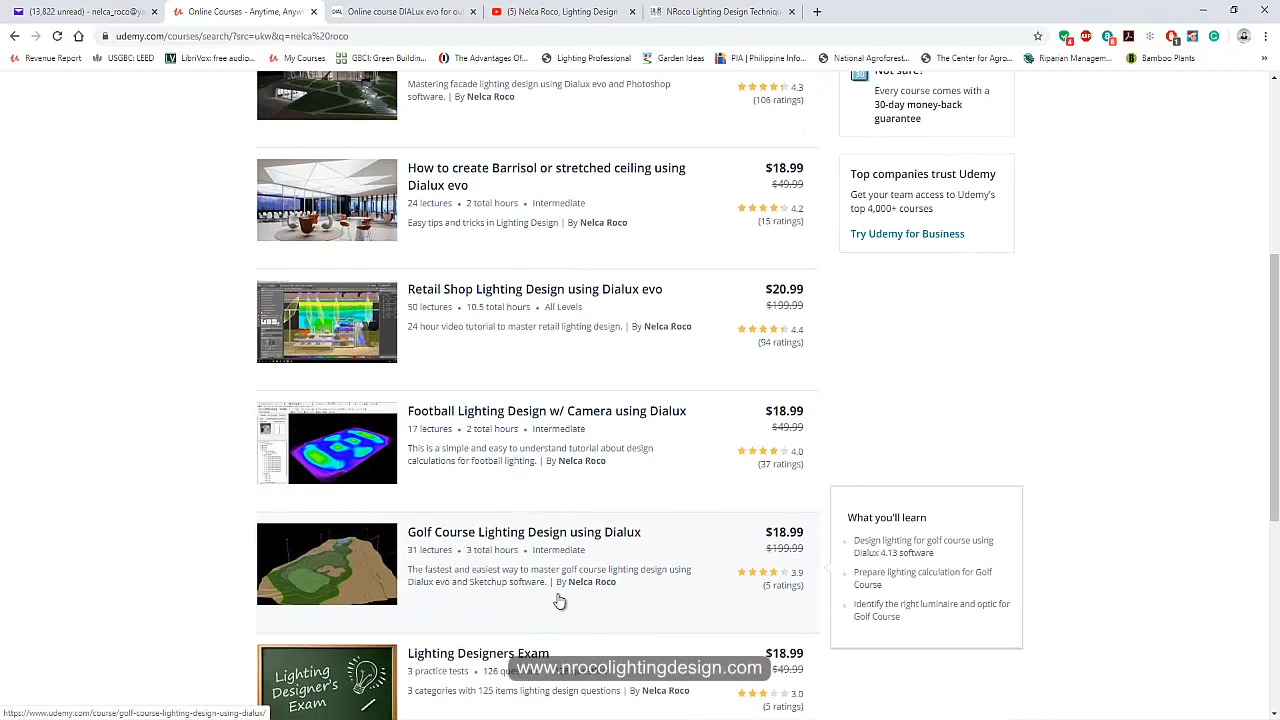 (13,822 unread) - nelca_roco@ya
Online Courses - Anytime, Anywh
Online course DIALux evo for out
(5) Nelca Roco, Lighting Design -
NRoco Lighting Design Technique
udemy.com/courses/search/?src=ukw&q=nelca%20roco
Revenue Report
USGBC: LEED
LibriVox: free audio...
My Courses
GBCI: Green Buildin...
The Advantages Of...
Lighting Profesional
Garden Ideas
PIA | Philippine Info...
National Agroforest...
The Center for Agro...
Riparian Managem...
Bamboo Plants
Mastering facade lighting design using Dialux evo and Photoshop
software. | By Nelca Roco
4.3
(106 ratings)
Not sure?
Every course comes with a
30-day money-back
guarantee
How to create Barrisol or stretched ceiling using
Dialux evo
24 lectures • 2 total hours • Intermediate
Easy tips and tricks in Lighting Design | By Nelca Roco
$18.99
$49.99
4.2
(15 ratings)
Top companies trust Udemy
Get your team access to Udemy's
top 4,000+ courses
Try Udemy for Business
Retail Shop Lighting Design using Dialux evo
total hours
24 hours video tutorial to master retail lighting design. | By Nelca Roco
$20.99
$199.99
ratings)
Football Lighting Design w/ Camera using Dialux
17 lectures • 2 total hours • Intermediate
This is a simple and easy to understand tutorial about design
calculations for football lighting. | By Nelca Roco
$18.99
$49.99
(37 ratings)
Golf Course Lighting Design using Dialux
31 lectures • 3 total hours • Intermediate
The fastest and easiest way to master golf course lighting design using
Dialux evo and Sketchup software. | By Nelca Roco
$18.99
$199.99
3.9
(5 ratings)
What you'll learn
Design lighting for golf course using
Dialux 4.13 software
Prepare lighting calculation for Golf
Course
Identify the right luminaire and optic for
Golf Course
Lighting
Designer's
Exam
Lighting Designers Exam
3 practice tests • 126
3 categories with 125 items lighting design questions | By Nelca Roco
$18.99
$49.99
3.0
(5 ratings)
www.nrocolightingdesign.com
https://www.udemy.com/course/golf-course-lighting-design-using-dialux/